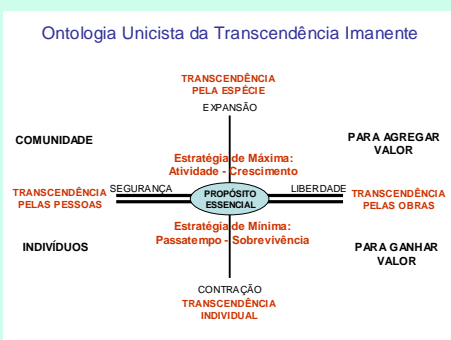 Ontologia Unicista da Transcendência Imanente
TRANSCENDÊNCIA
PELA ESPÉCIE
EXPANSÃO
COMUNIDADE
PARA AGREGAR
VALOR
Estratégia de Máxima:
Atividade - Crescimento
TRANSCENDÊNCIA
PELAS PESSOAS
SEGURANÇA
PROPÓSITO
ESSENCIAL
LIBERDADE
TRANSCENDÊNCIA
PELAS OBRAS
Estratégia de Mínima:
Passatempo - Sobrevivência
INDIVÍDUOS
PARA GANHAR
VALOR
CONTRAÇÃO
TRANSCENDÊNCIA
INDIVIDUAL